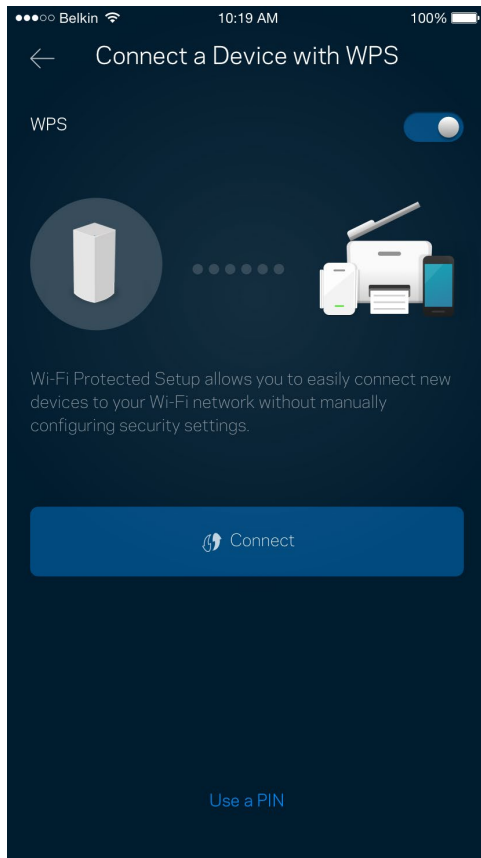 Belkin 10:19 AM 100%
Connect a Device with WPS
WPS
Wi-Fi Protected Setup allows you to easily connect new
devices to your Wi-Fi network without manually
configuring security settings.
Connect
Use a PIN